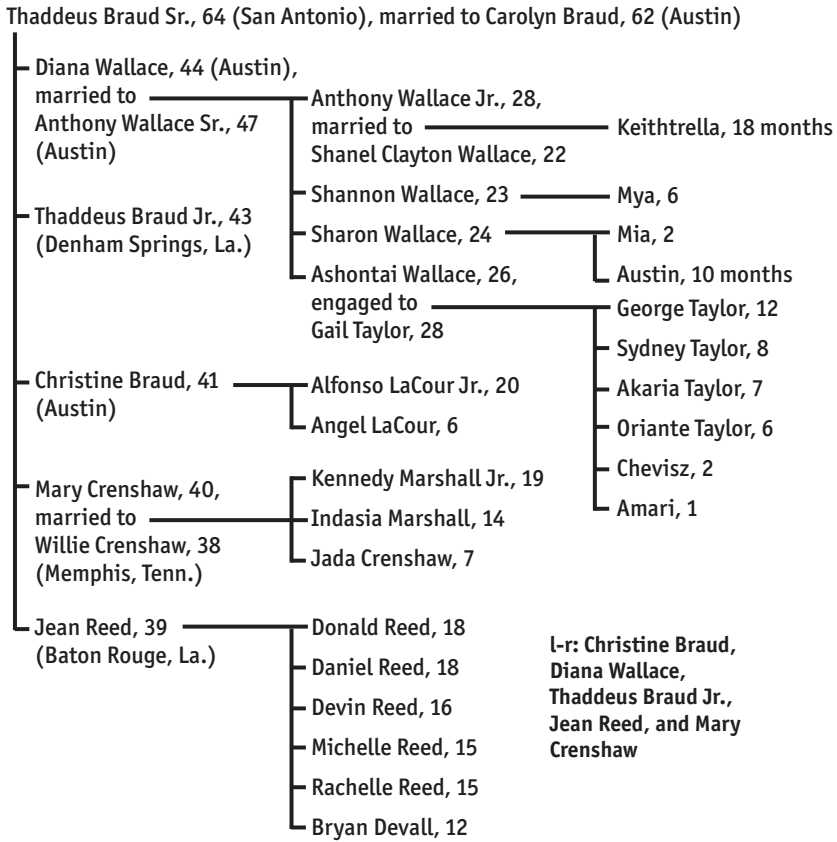 Thaddeus Braud Sr., 64 (San Antonio), married to Carolyn Braud, 62 (Austin)
Diana Wallace, 44 (Austin),
married to
Anthony Wallace Sr., 47
(Austin)
Anthony Wallace Jr., 28,
married to
Shanel Clayton Wallace, 22
Keithtrella, 18 months
Shannon Wallace, 23
Mya, 6
Sharon Wallace, 24
Mia, 2
Austin, 10 months
Ashontai Wallace, 26,
engaged to
Gail Taylor, 28
George Taylor, 12
Sydney Taylor, 8
Akaria Taylor, 7
Oriante Taylor, 6
Chevisz, 2
Amari, 1
Thaddeus Braud Jr., 43
(Denham Springs, La.)
Christine Braud, 41
(Austin)
Alfonso LaCour Jr., 20
Angel LaCour, 6
Mary Crenshaw, 40,
married to
Willie Crenshaw, 38
(Memphis, Tenn.)
Kennedy Marshall Jr., 19
Indasia Marshall, 14
Jada Crenshaw, 7
Jean Reed, 39
(Baton Rouge, La.)
Donald Reed, 18
Daniel Reed, 18
Devin Reed, 16
Michelle Reed, 15
Rachelle Reed, 15
Bryan Devall, 12
l-r: Christine Braud,
Diana Wallace,
Thaddeus Braud Jr.,
Jean Reed, and Mary
Crenshaw